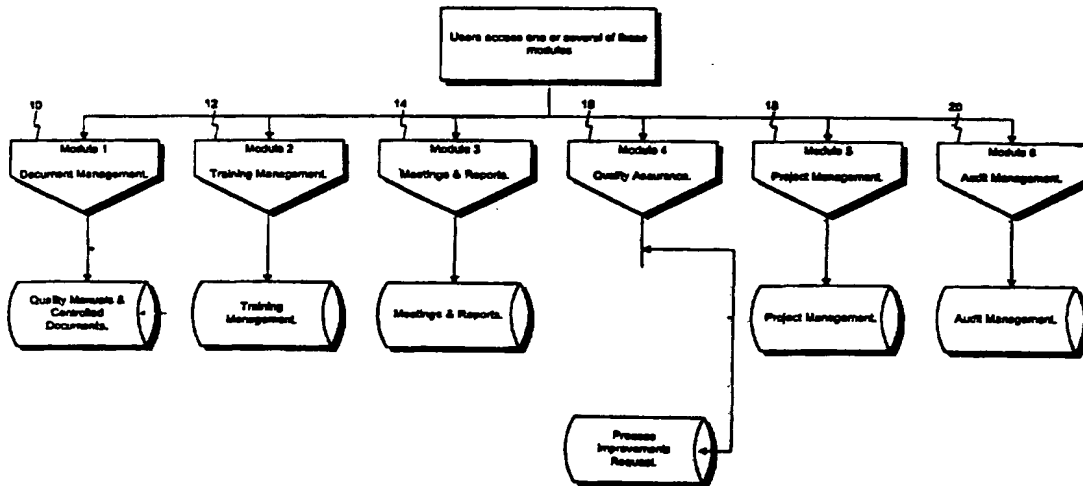 Users access one or several of these
modules
10
12
14
16
18
20
Module 1
Document Management.
Module 2
Training Management.
Module 3
Meetings & Reports.
Module 4
Quality Assurance.
Module 5
Project Management.
Module 6
Audit Management.
Quality Manuals &
Controlled
Documents.
Training
Management.
Meetings & Reports.
Project Management.
Audit Management.
Process
Improvements
Request.